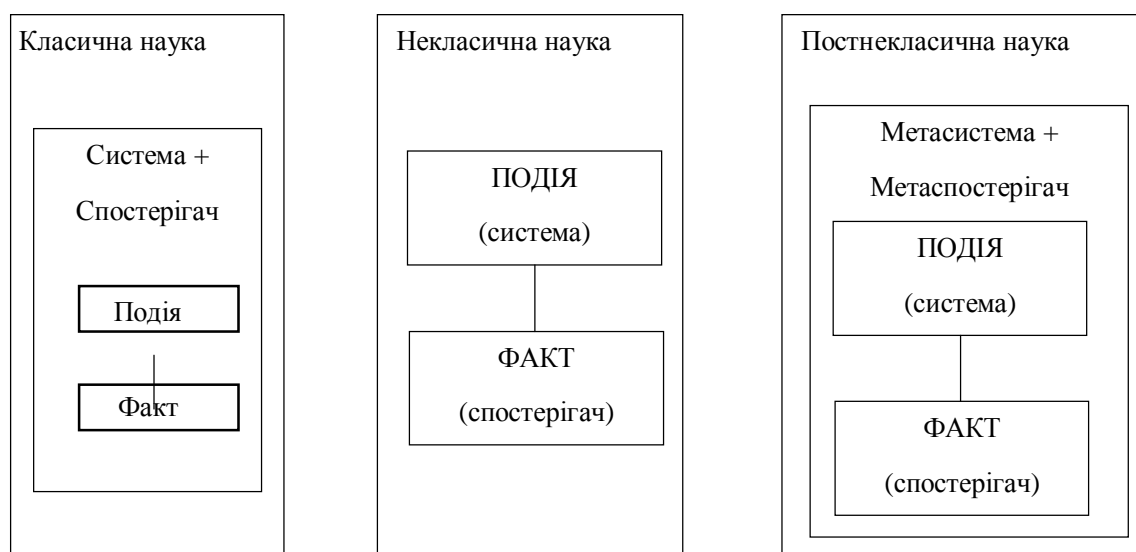 Класична наука
Система +
Спостерігач
Подія
Факт
Некласична наука
ПОДІЯ
(система)
ФАКТ
(спостерігач)
Постнекласична наука
Метасистема +
Метаспостерігач
ПОДІЯ
(система)
ФАКТ
(спостерігач)